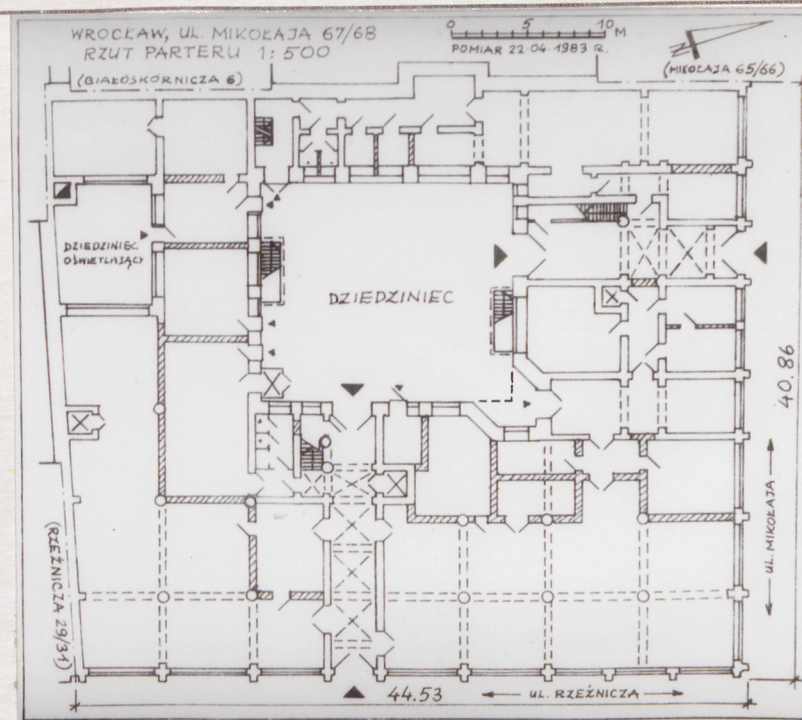 WROCŁAW, UL. MIKOŁAJA 67/68
RZUT PARTERU 1:500
(BIAŁOSKÓRNICZA 6)
0 5 10 M
POMIAR 22·04·1983 R.
(MIKOŁAJA 65/66)
DZIEDZINIEC
OŚWIETLAJĄCY
DZIEDZINIEC
40.86
UL. MIKOŁAJA
(RZEŹNICZA 29/31)
44.53
UL. RZEŹNICZA